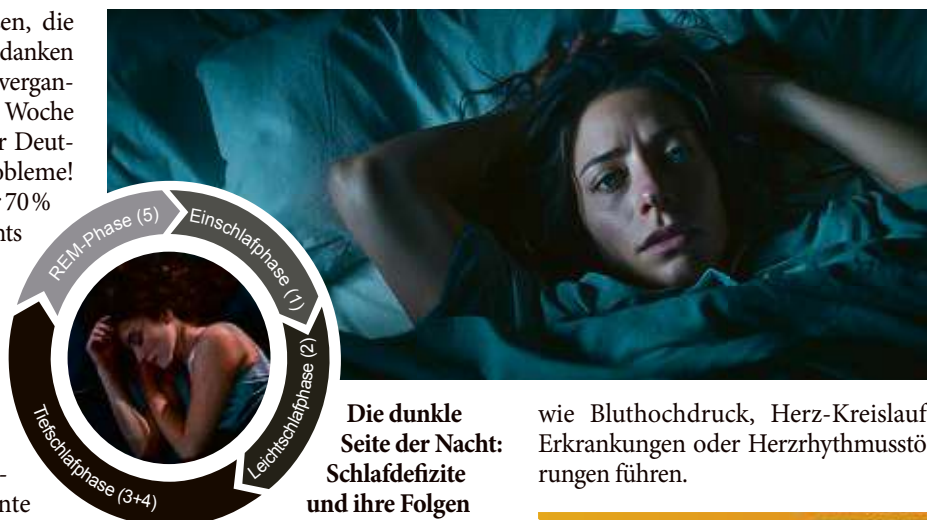 en, die
danken
vergan-
Woche
r Deut-
obleme!
70 %
nts
-
nte
REM-Phase (5)
Einschlafphase (1)
Leichtschlafphase (2)
Tiefschlafphase (3+4)
Die dunkle
Seite der Nacht:
Schlafdefizite
und ihre Folgen
wie Bluthochdruck, Herz-Kreislauf
Erkrankungen oder Herzrhythmusstö
rungen führen.